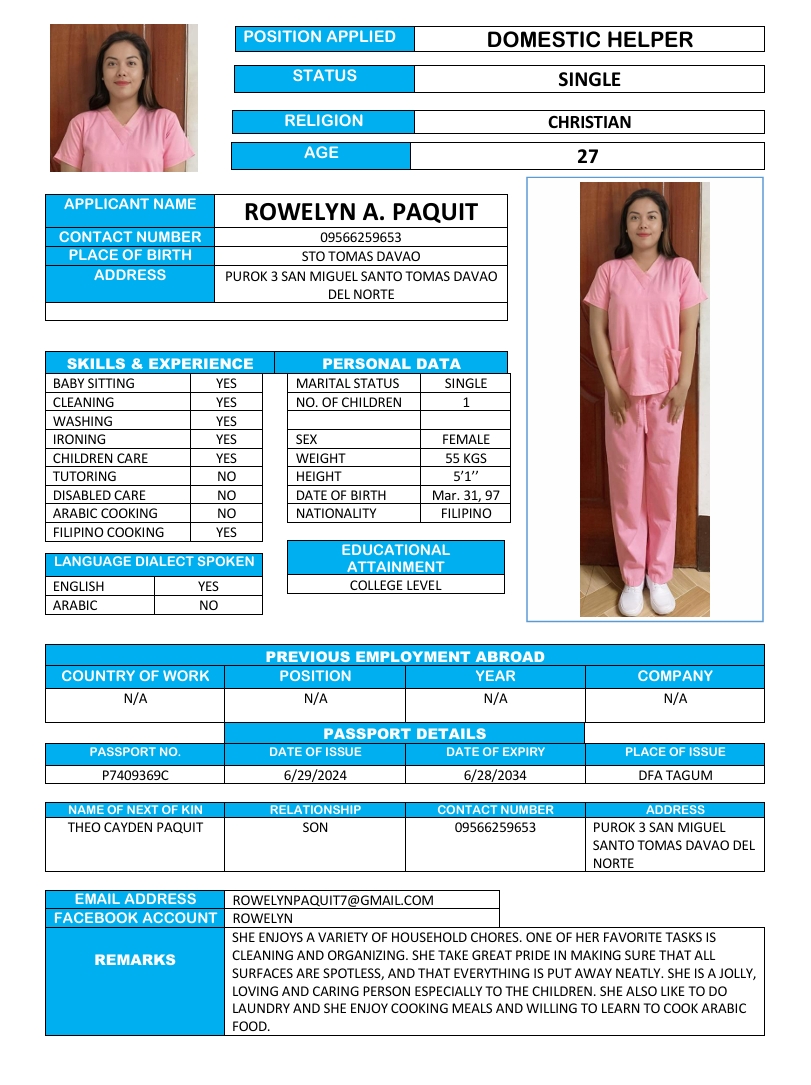 POSITION APPLIED DOMESTIC HELPER
STATUS SINGLE
RELIGION CHRISTIAN
AGE 27
APPLICANT NAME ROWELYN A. PAQUIT
CONTACT NUMBER 09566259653
PLACE OF BIRTH STO TOMAS DAVAO
ADDRESS PUROK 3 SAN MIGUEL SANTO TOMAS DAVAO
DEL NORTE
SKILLS & EXPERIENCE PERSONAL DATA
BABY SITTING YES MARITAL STATUS SINGLE
CLEANING YES NO. OF CHILDREN 1
WASHING YES
IRONING YES SEX FEMALE
CHILDREN CARE YES WEIGHT 55 KGS
TUTORING NO HEIGHT 5'1''
DISABLED CARE NO DATE OF BIRTH Mar. 31, 97
ARABIC COOKING NO NATIONALITY FILIPINO
FILIPINO COOKING YES
EDUCATIONAL
ATTAINMENT
LANGUAGE DIALECT SPOKEN
ENGLISH YES COLLEGE LEVEL
ARABIC NO
PREVIOUS EMPLOYMENT ABROAD
COUNTRY OF WORK POSITION YEAR COMPANY
N/A N/A N/A N/A
PASSPORT DETAILS
PASSPORT NO. DATE OF ISSUE DATE OF EXPIRY PLACE OF ISSUE
P7409369C 6/29/2024 6/28/2034 DFA TAGUM
NAME OF NEXT OF KIN RELATIONSHIP CONTACT NUMBER ADDRESS
THEO CAYDEN PAQUIT SON 09566259653 PUROK 3 SAN MIGUEL
SANTO TOMAS DAVAO DEL
NORTE
EMAIL ADDRESS ROWELYNPAQUIT7@GMAIL.COM
FACEBOOK ACCOUNT ROWELYN
REMARKS
SHE ENJOYS A VARIETY OF HOUSEHOLD CHORES. ONE OF HER FAVORITE TASKS IS
CLEANING AND ORGANIZING. SHE TAKE GREAT PRIDE IN MAKING SURE THAT ALL
SURFACES ARE SPOTLESS, AND THAT EVERYTHING IS PUT AWAY NEATLY. SHE IS A JOLLY,
LOVING AND CARING PERSON ESPECIALLY TO THE CHILDREN. SHE ALSO LIKE TO DO
LAUNDRY AND SHE ENJOY COOKING MEALS AND WILLING TO LEARN TO COOK ARABIC
FOOD.